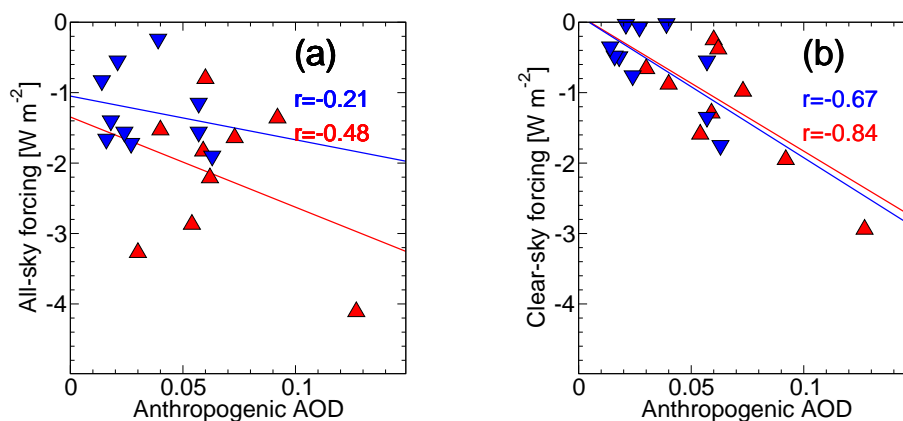 0
(a)
-1
r=-0.21
r=-0.48
-2
-3
-4
All-sky forcing [W m-2]
0
0.05
0.1
Anthropogenic AOD
0
(b)
-1
r=-0.67
r=-0.84
-2
-3
-4
Clear-sky forcing [W m-2]
0
0.05
0.1
Anthropogenic AOD